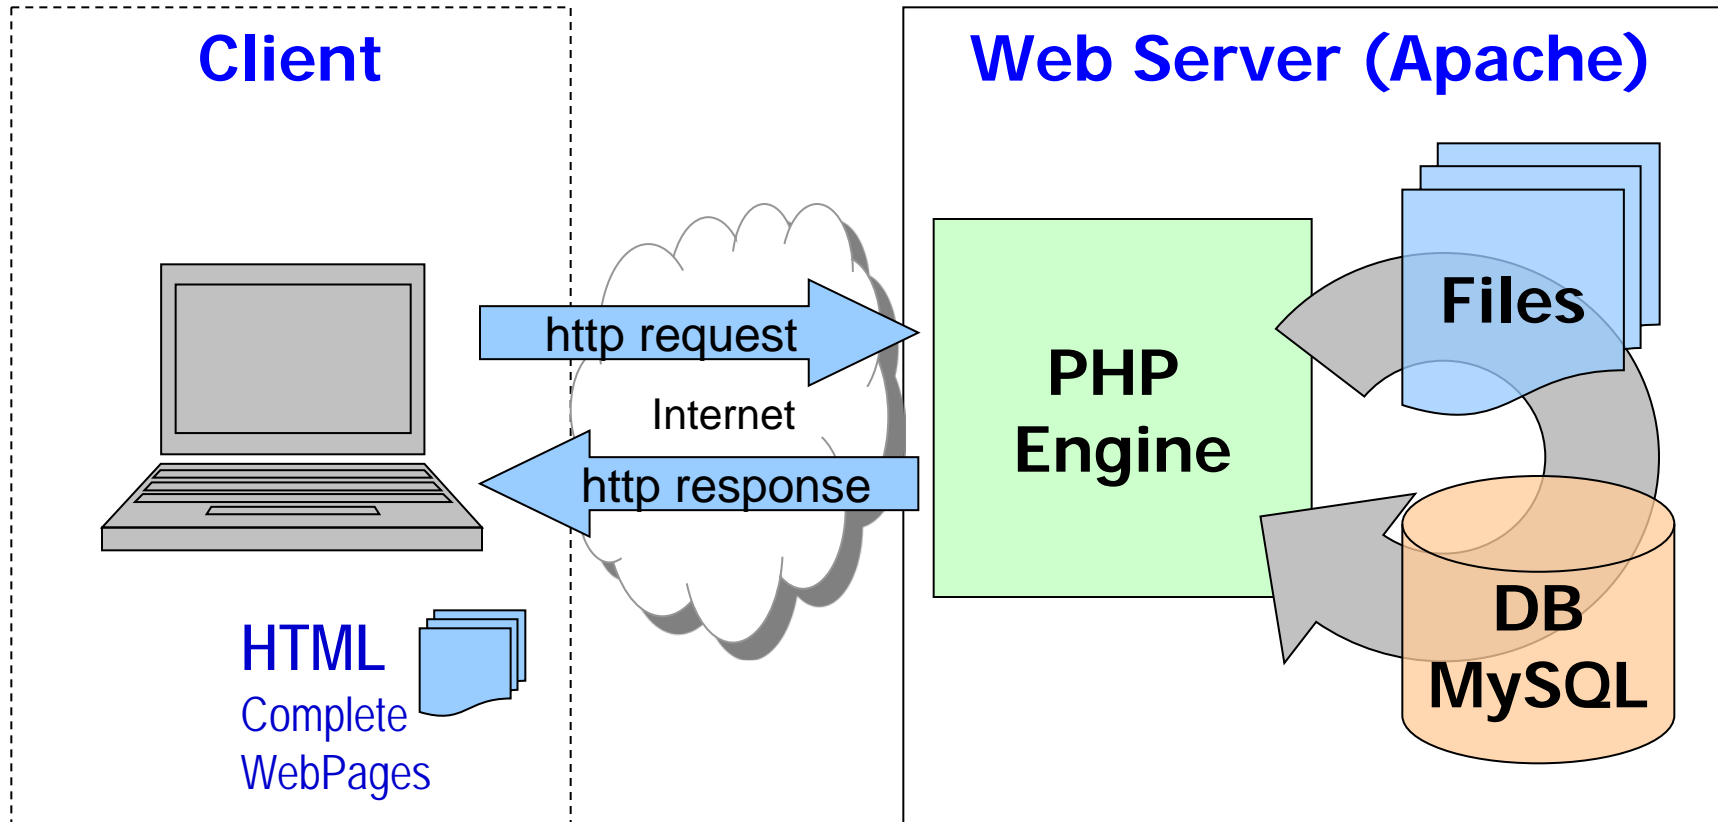 Client
Web Server (Apache)
http request
Internet
http response
PHP
Engine
Files
DB
MySQL
HTML
Complete
WebPages